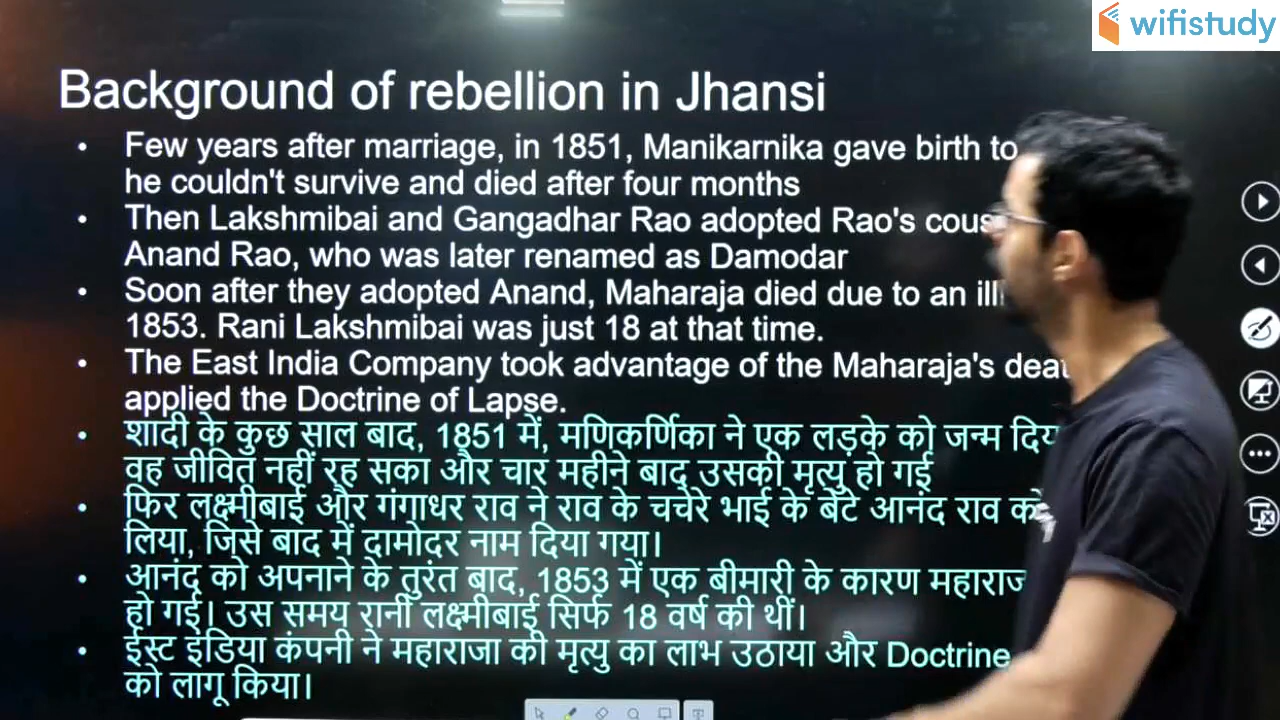 wifistudy
Background of rebellion in Jhansi
• Few years after marriage, in 1851, Manikarnika gave birth to
he couldn't survive and died after four months
• Then Lakshmibai and Gangadhar Rao adopted Rao's
Anand Rao, who was later renamed as Damodar
• Soon after they adopted Anand, Maharaja died due to an
1853. Rani Lakshmibai was just 18 at that time.
• The East India Company took advantage of the Maharaja's
applied the Doctrine of Lapse.
• शादी के कुछ साल बाद, 1851 में, मणिकर्णिका ने एक लड़के को जन्म
वह जीवित नहीं रह सका और चार महीने बाद उसकी मृत्यु हो गई
• फिर लक्ष्मीबाई और गंगाधर राव ने राव के चचेरे भाई के बेटे आनंद राव
लिया, जिसे बाद में दामोदर नाम दिया गया।
• आनंद को अपनाने के तुरंत बाद, 1853 में एक बीमारी के कारण
हो गई। उस समय रानी लक्ष्मीबाई सिर्फ 18 वर्ष की थीं।
• ईस्ट इंडिया कंपनी ने महाराजा की मृत्यु का लाभ उठाया और Doctrine
को लागू किया।